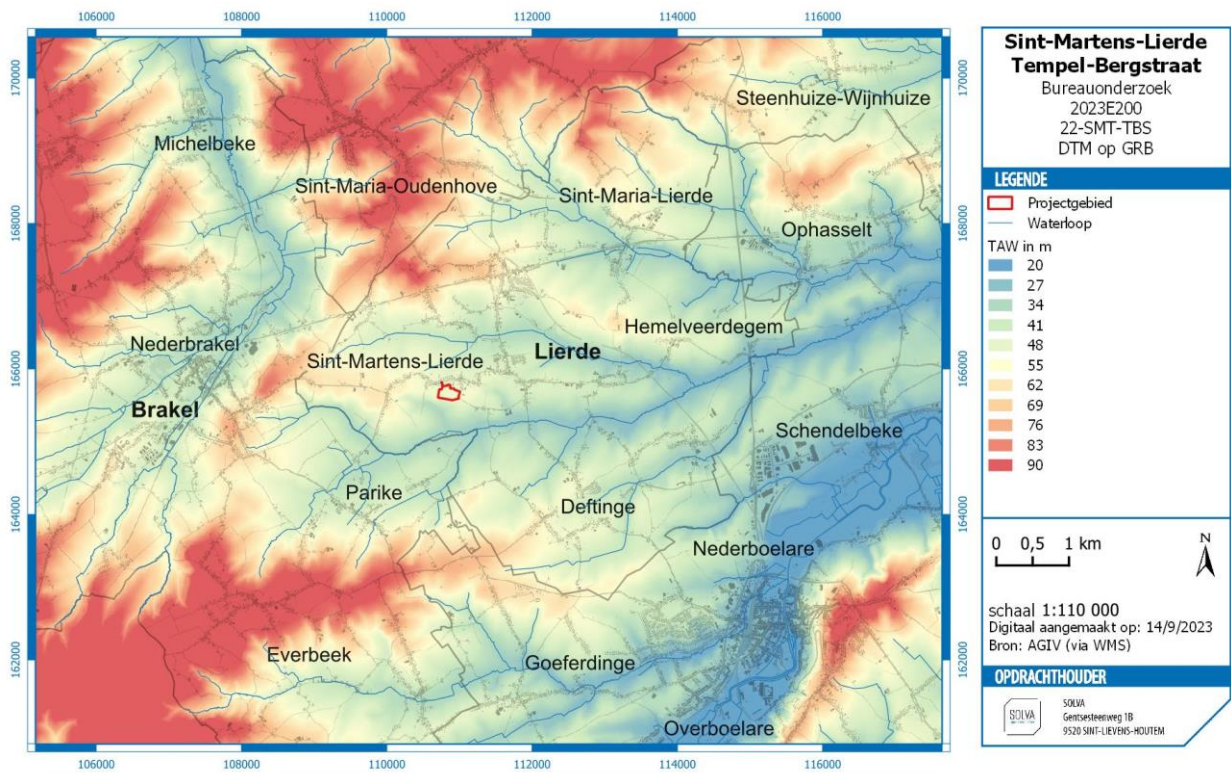 106000
108000
110000
112000
114000
116000
170000
170000
168000
168000
166000
166000
164000
164000
162000
162000
Steenhuize-Wijnhuize
Michelbeke
Sint-Maria-Oudenhove
Sint-Maria-Lierde
Ophasselt
Hemelveerdegem
Nederbrakel
Sint-Martens-Lierde
Lierde
Brakel
Schendelbeke
Parike
Deftinge
Nederboelare
Everbeek
Goeferdinge
Overboelare
106000
108000
110000
112000
114000
116000
Sint-Martens-Lierde
Tempel-Bergstraat
Bureauonderzoek
2023E200
22-SMT-TBS
DTM op GRB
LEGENDE
Projectgebied
Waterloop
TAW in m
20
27
34
41
48
55
62
69
76
83
90
0 0,5 1 km
N
schaal 1:110 000
Digitaal aangemaakt op: 14/9/2023
Bron: AGIV (via WMS)
OPDRACHTHOUDER
SOLVA
SOLVA
Gentsesteenweg 1B
9520 SINT-LIEVENS-HOUTEM